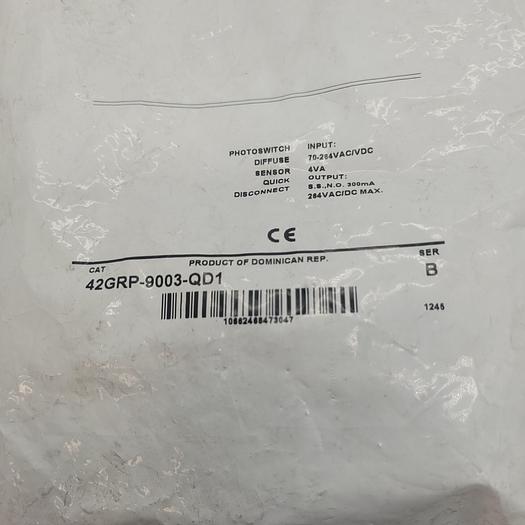 PHOTOSWITCH
DIFFUSE
SENSOR
QUICK
DISCONNECT
INPUT:
70-264VAC/VDC
4VA
OUTPUT:
S.S.,N.O. 300mA
264VAC/DC MAX.
CE
PRODUCT OF DOMINICAN REP.
CAT
SER
42GRP-9003-QD1
B
10662468473047
1246